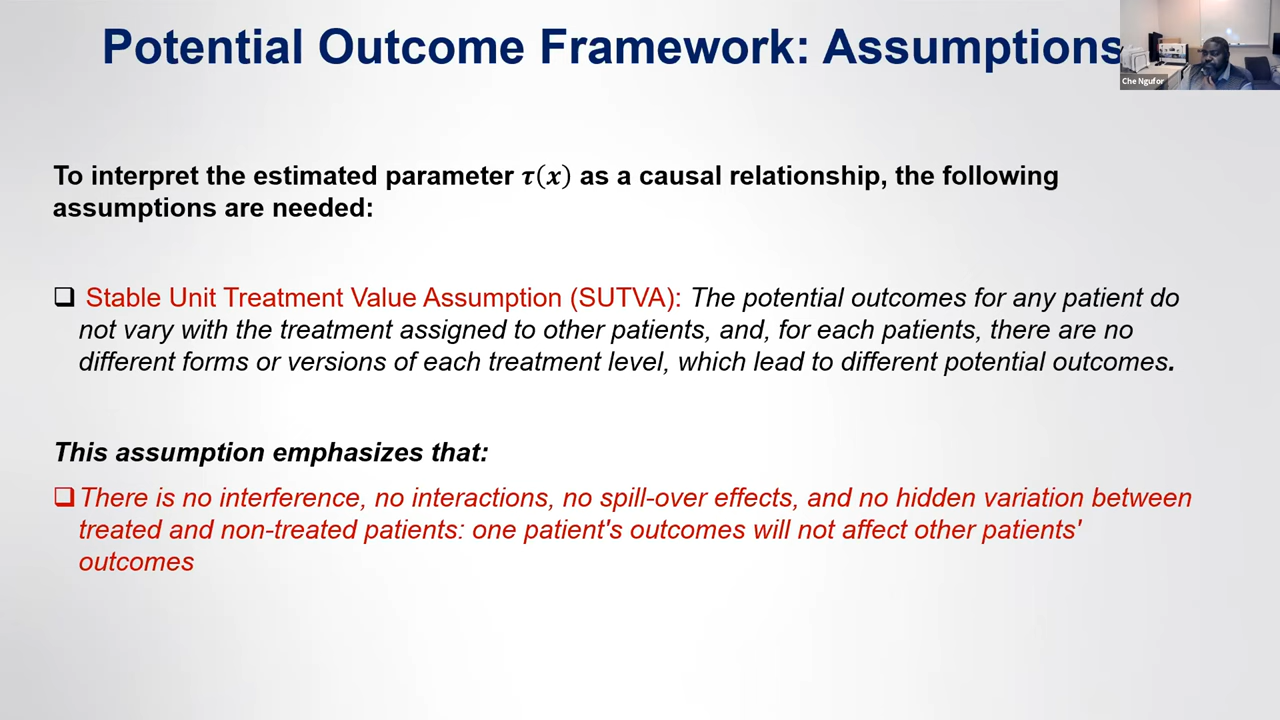 Potential Outcome Framework: Assumptions
Che Ngufor
To interpret the estimated parameter τ(x) as a causal relationship, the following
assumptions are needed:
❑ Stable Unit Treatment Value Assumption (SUTVA): The potential outcomes for any patient do
not vary with the treatment assigned to other patients, and, for each patients, there are no
different forms or versions of each treatment level, which lead to different potential outcomes.
This assumption emphasizes that:
❑ There is no interference, no interactions, no spill-over effects, and no hidden variation between
treated and non-treated patients: one patient's outcomes will not affect other patients'
outcomes